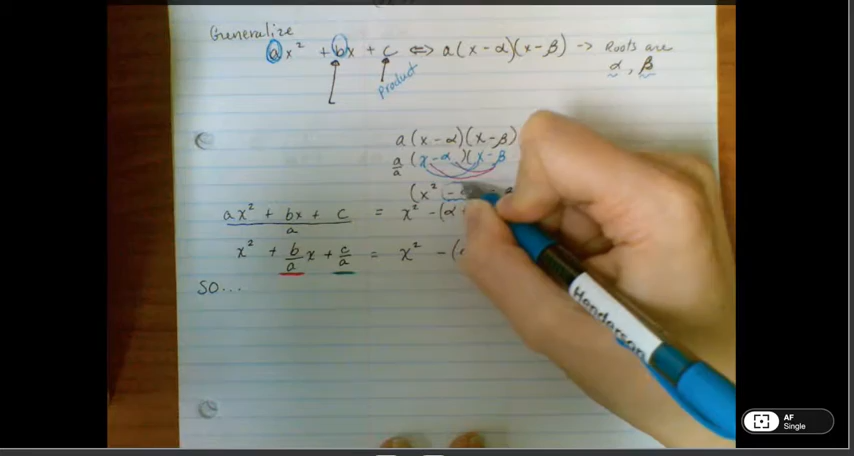 Generalize
ax² + bx + c ⇔ a(x-α)(x-β) -> Roots are
α, β
product
a(x-α)(x-β)
a/a (x-α)(x-β
(x² -
ax² + bx + c / a = x² -(α
x² + b/a x + c/a = x² -(
SO...
Henderson
AF
Single